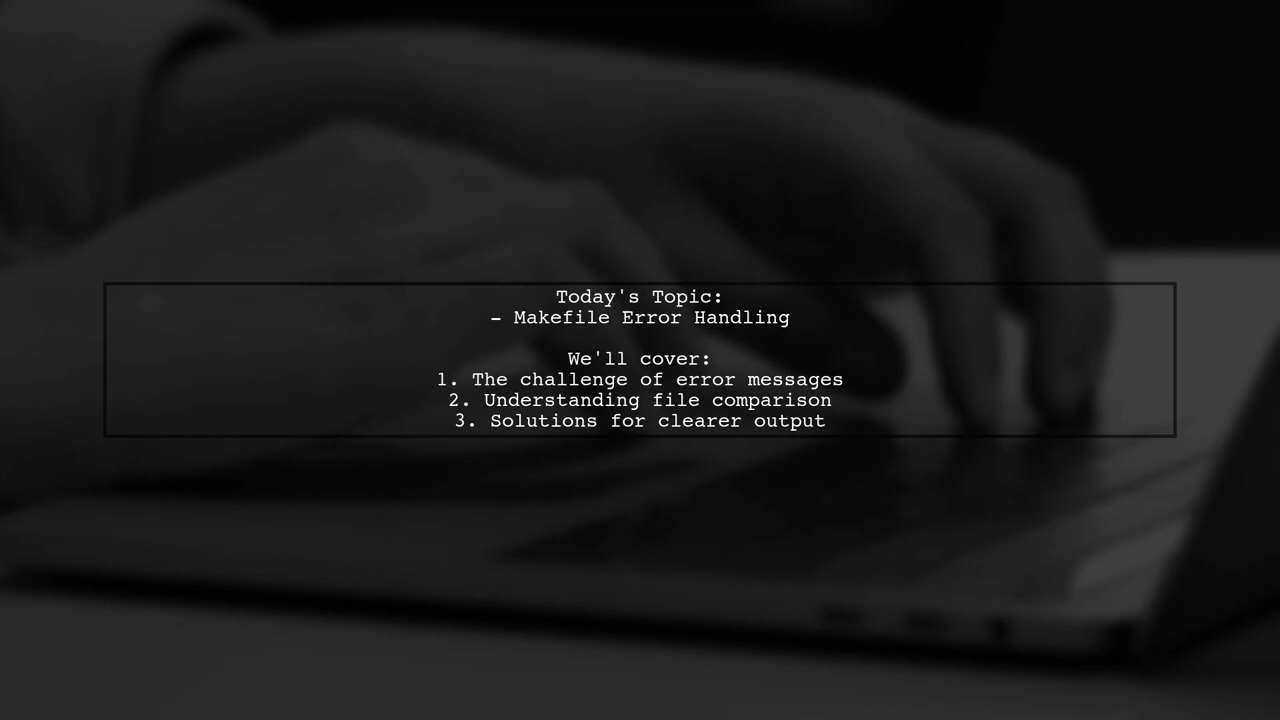 Today's Topic:
- Makefile Error Handling
We'll cover:
1. The challenge of error messages
2. Understanding file comparison
3. Solutions for clearer output